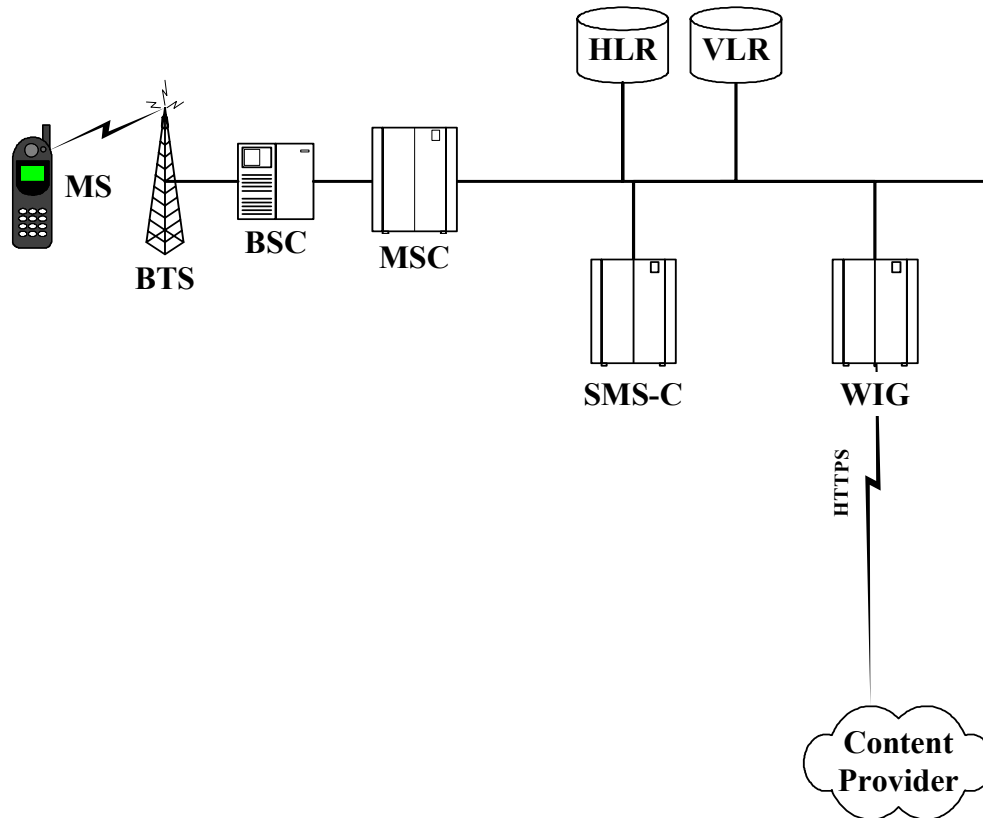 HLR
VLR
MS
BTS
BSC
MSC
SMS-C
WIG
HTTPS
Content
Provider